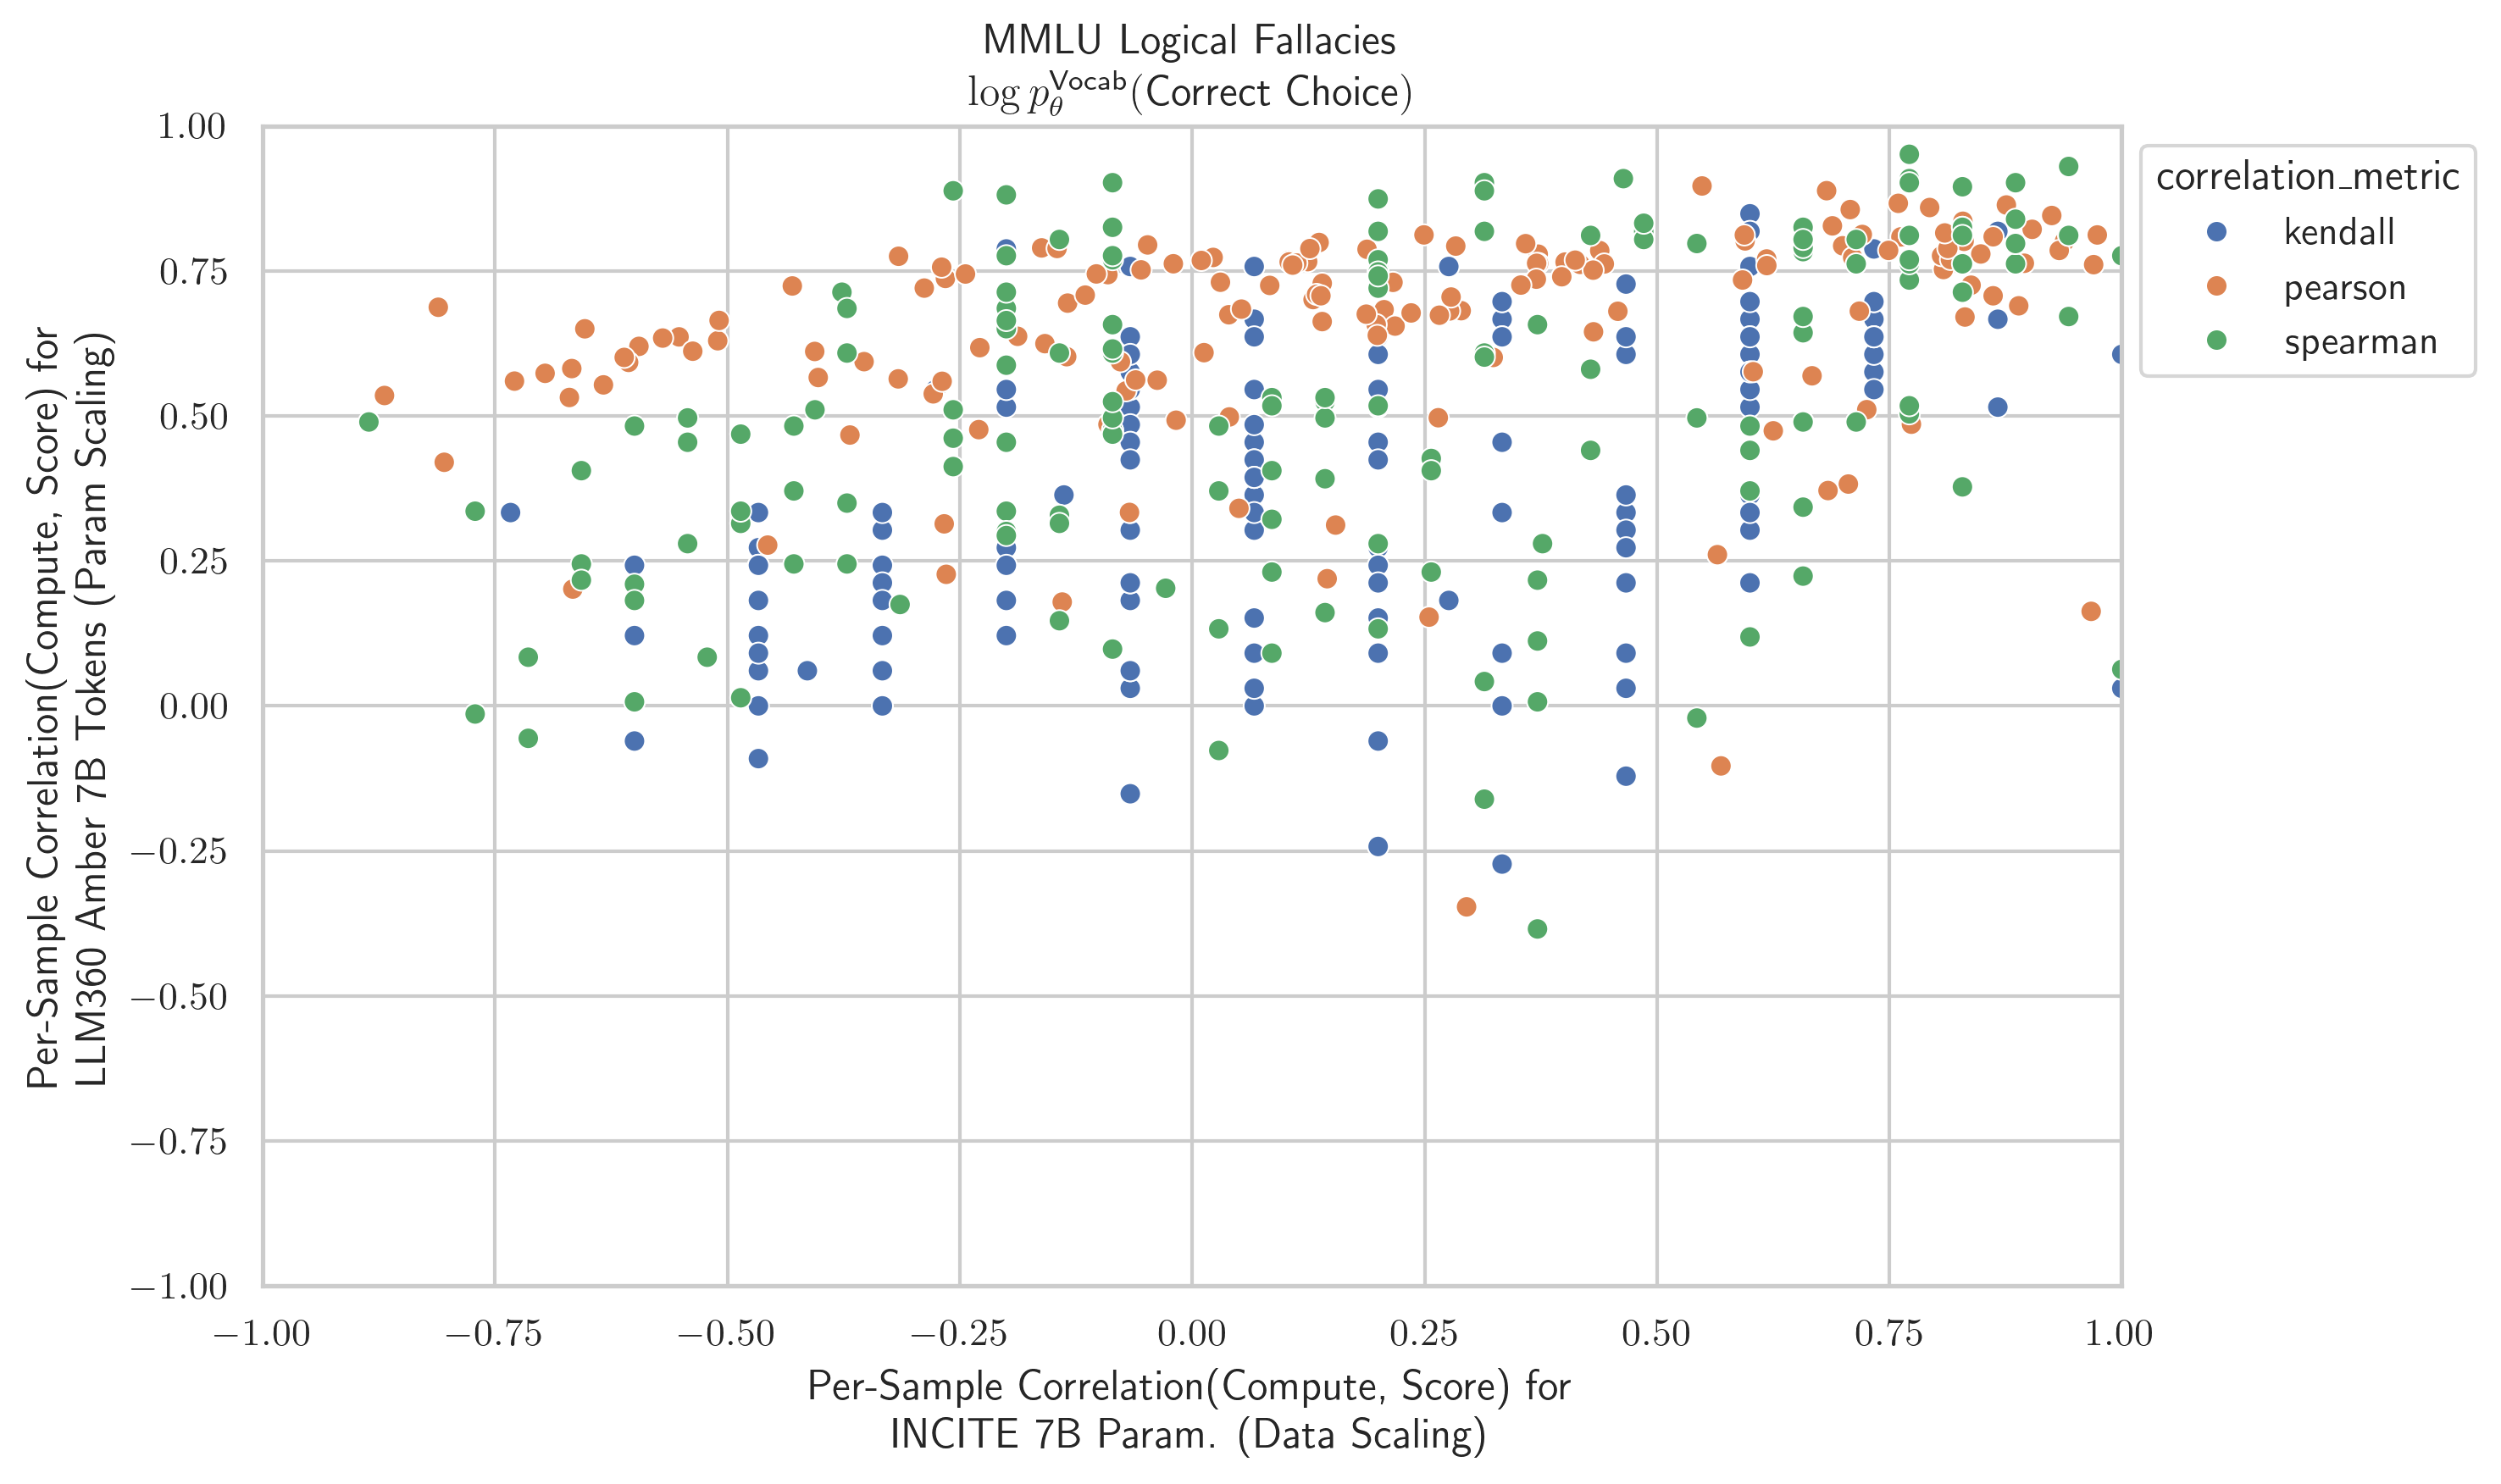 MMLU Logical Fallacies
log p_θ^Vocab(Correct Choice)
Per-Sample Correlation(Compute, Score) for
LLM360 Amber 7B Tokens (Param Scaling)
1.00
0.75
0.50
0.25
0.00
−0.25
−0.50
−0.75
−1.00
−1.00 −0.75 −0.50 −0.25 0.00 0.25 0.50 0.75 1.00
Per-Sample Correlation(Compute, Score) for
INCITE 7B Param. (Data Scaling)
correlation_metric
kendall
pearson
spearman